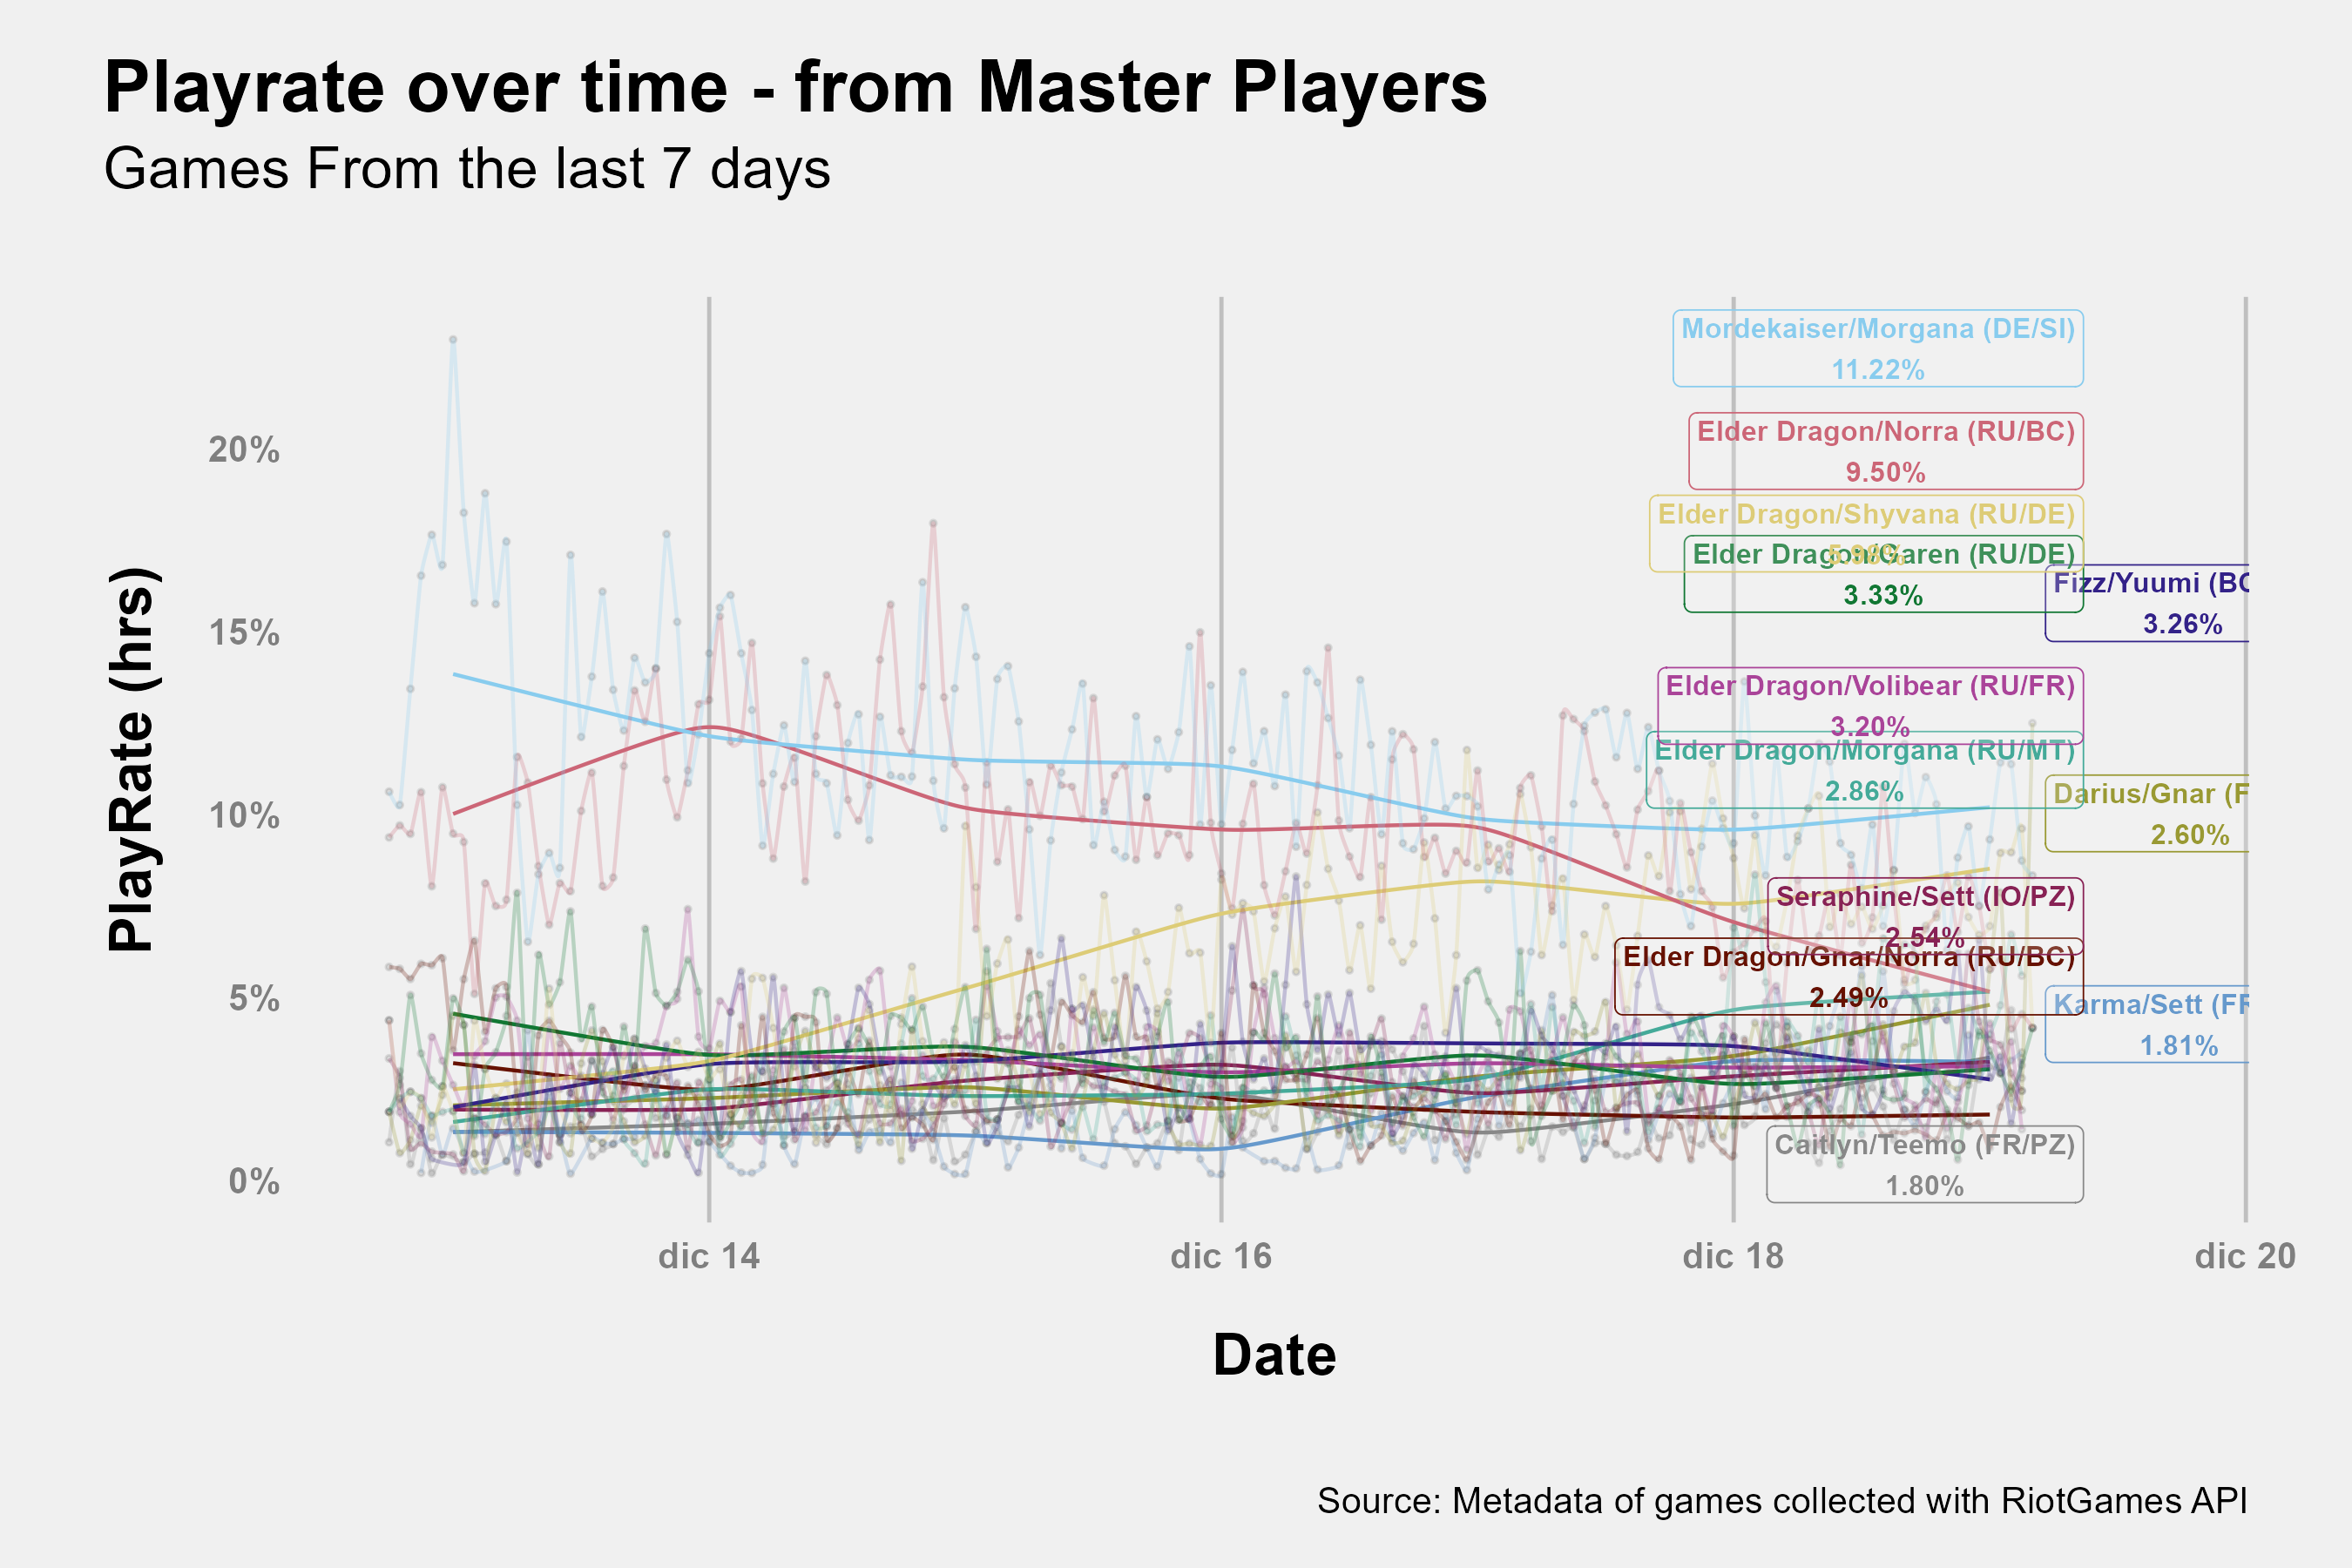 Playrate over time - from Master Players
Games From the last 7 days
PlayRate (hrs)
20%
15%
10%
5%
0%
Mordekaiser/Morgana (DE/SI)
11.22%
Elder Dragon/Norra (RU/BC)
9.50%
Elder Dragon/Shyvana (RU/DE)
Elder Dragon/Garen (RU/DE)
3.33%
Fizz/Yuumi (BC
3.26%
Elder Dragon/Volibear (RU/FR)
3.20%
Elder Dragon/Morgana (RU/MT)
2.86%
Darius/Gnar (F
2.60%
Seraphine/Sett (IO/PZ)
2.54%
Elder Dragon/Gnar/Norra (RU/BC)
2.49%
Karma/Sett (FR
1.81%
Caitlyn/Teemo (FR/PZ)
1.80%
dic 14
dic 16
dic 18
dic 20
Date
Source: Metadata of games collected with RiotGames API